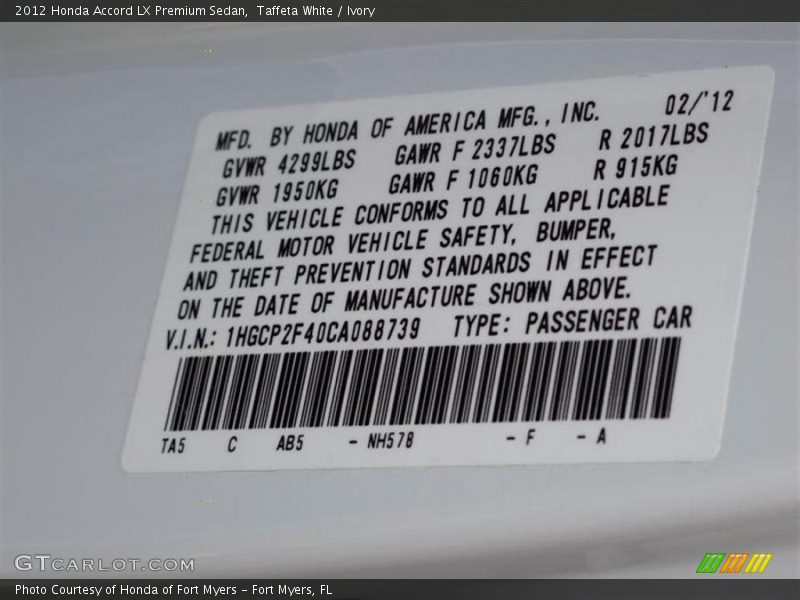 2012 Honda Accord LX Premium Sedan,  Taffeta White / Ivory
MFD. BY HONDA OF AMERICA MFG., INC. 02/'12
GVWR 4299LBS GAWR F 2337LBS R 2017LBS
GVWR 1950KG GAWR F 1060KG R 915KG
THIS VEHICLE CONFORMS TO ALL APPLICABLE
FEDERAL MOTOR VEHICLE SAFETY, BUMPER,
AND THEFT PREVENTION STANDARDS IN EFFECT
ON THE DATE OF MANUFACTURE SHOWN ABOVE.
V.I.N.: 1HGCP2F40CA088739 TYPE: PASSENGER CAR
TA5 C AB5 - NH578 - F - A
GTCARLOT.COM
Photo Courtesy of Honda of Fort Myers - Fort Myers, FL